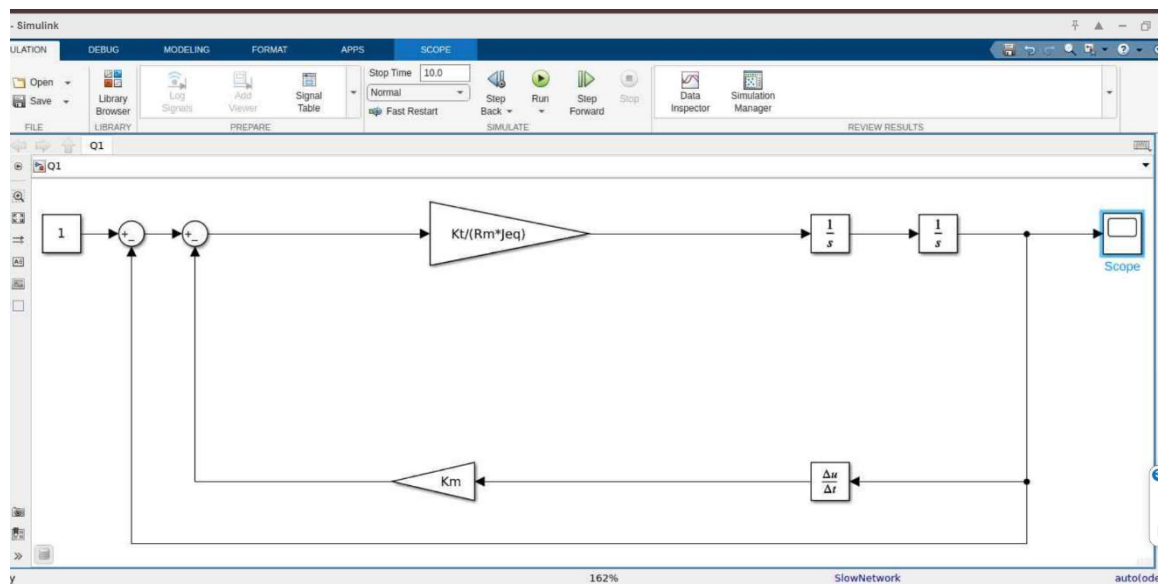 - Simulink
ULATION DEBUG MODELING FORMAT APPS SCOPE
Open
Save
FILE
Library
Browser
LIBRARY
Log
Signals
Add
Viewer
Signal
Table
PREPARE
Stop Time 10.0
Normal
Fast Restart
Step
Back
Run
Step
Forward
Stop
SIMULATE
Data
Inspector
Simulation
Manager
REVIEW RESULTS
Q1
Q1
1
+
-
+
-
Kt/(Rm*Jeq)
1
s
1
s
Scope
Km
Δu
Δt
y 162% SlowNetwork auto(ode